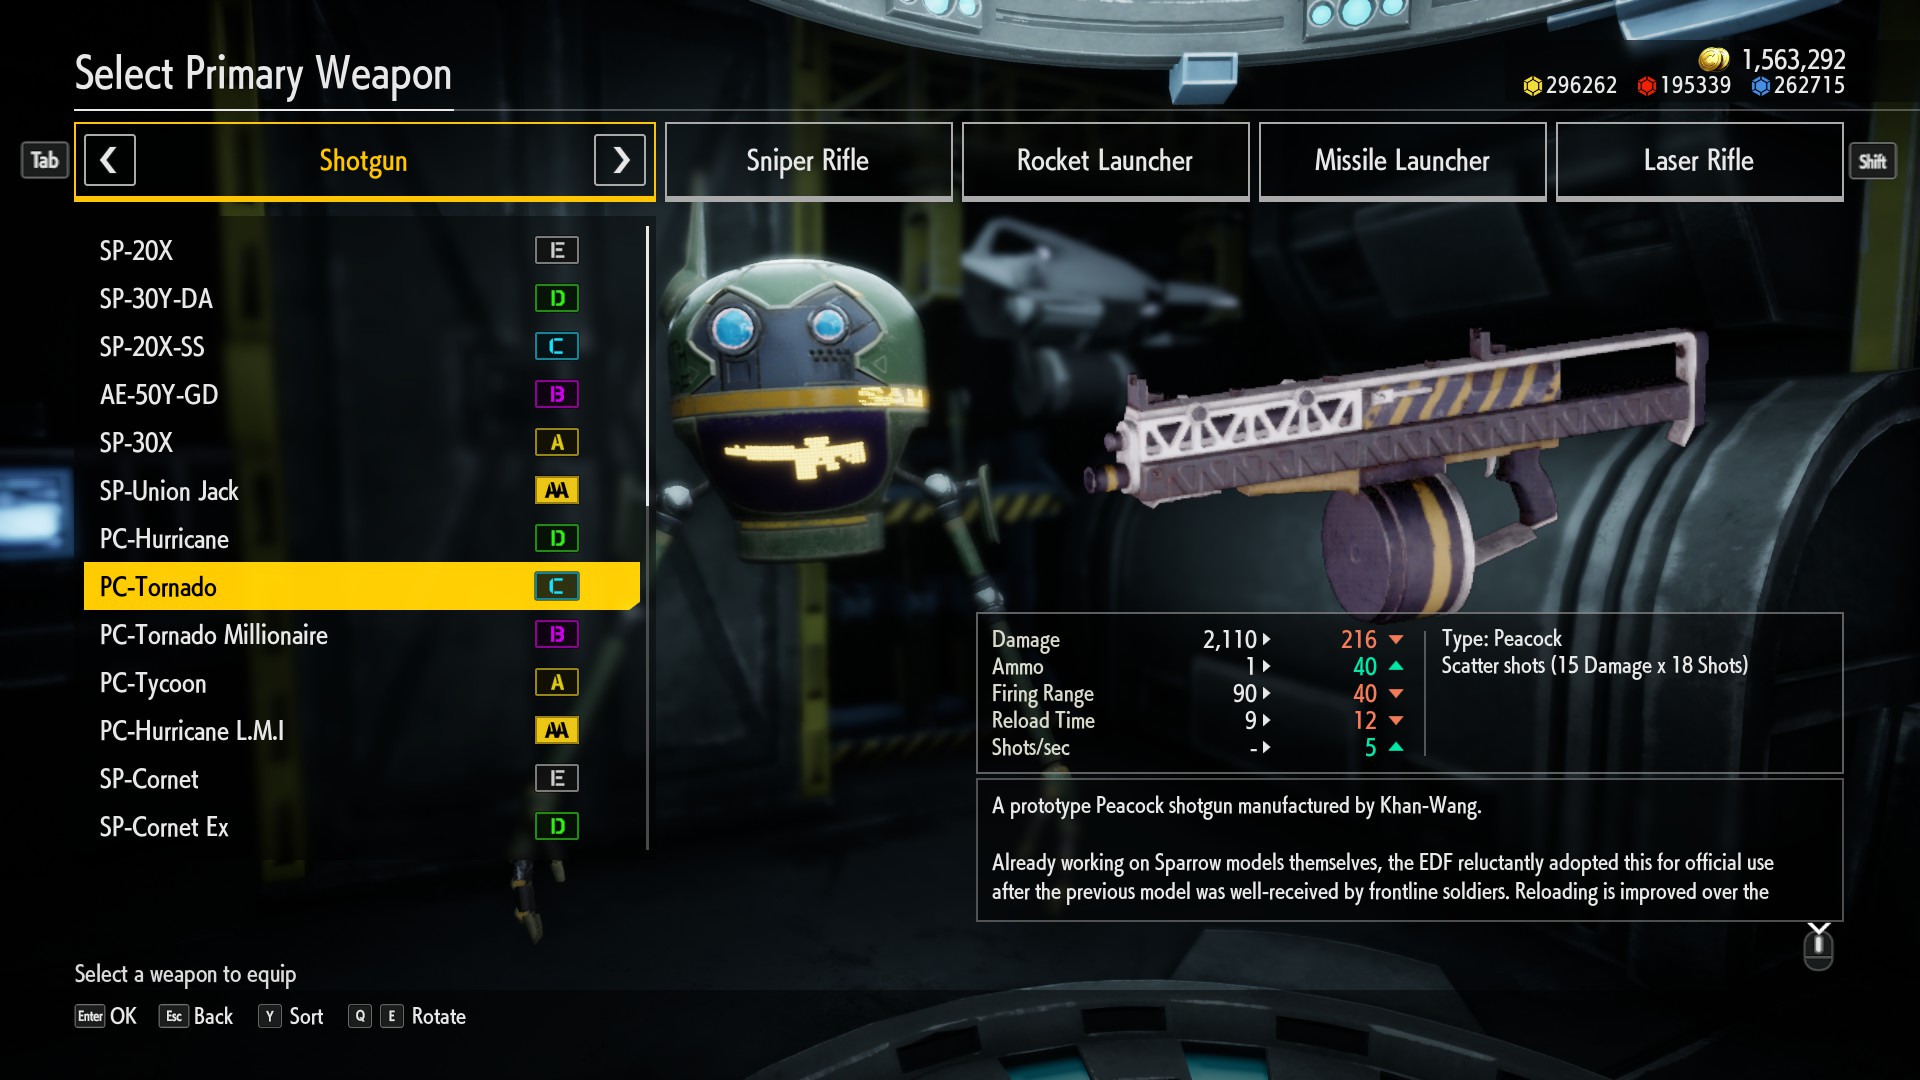 Select Primary Weapon
1,563,292
296262 195339 262715
Tab
Shotgun
Sniper Rifle
Rocket Launcher
Missile Launcher
Laser Rifle
Shift
SP-20X E
SP-30Y-DA D
SP-20X-SS C
AE-50Y-GD B
SP-30X A
SP-Union Jack AA
PC-Hurricane D
PC-Tornado C
PC-Tornado Millionaire B
PC-Tycoon A
PC-Hurricane L.M.I AA
SP-Cornet E
SP-Cornet Ex D
Damage 2,110 216
Ammo 1 40
Firing Range 90 40
Reload Time 9 12
Shots/sec - 5
Type: Peacock
Scatter shots (15 Damage x 18 Shots)
A prototype Peacock shotgun manufactured by Khan-Wang.
Already working on Sparrow models themselves, the EDF reluctantly adopted this for official use
after the previous model was well-received by frontline soldiers. Reloading is improved over the
Select a weapon to equip
Enter OK Esc Back Y Sort Q E Rotate